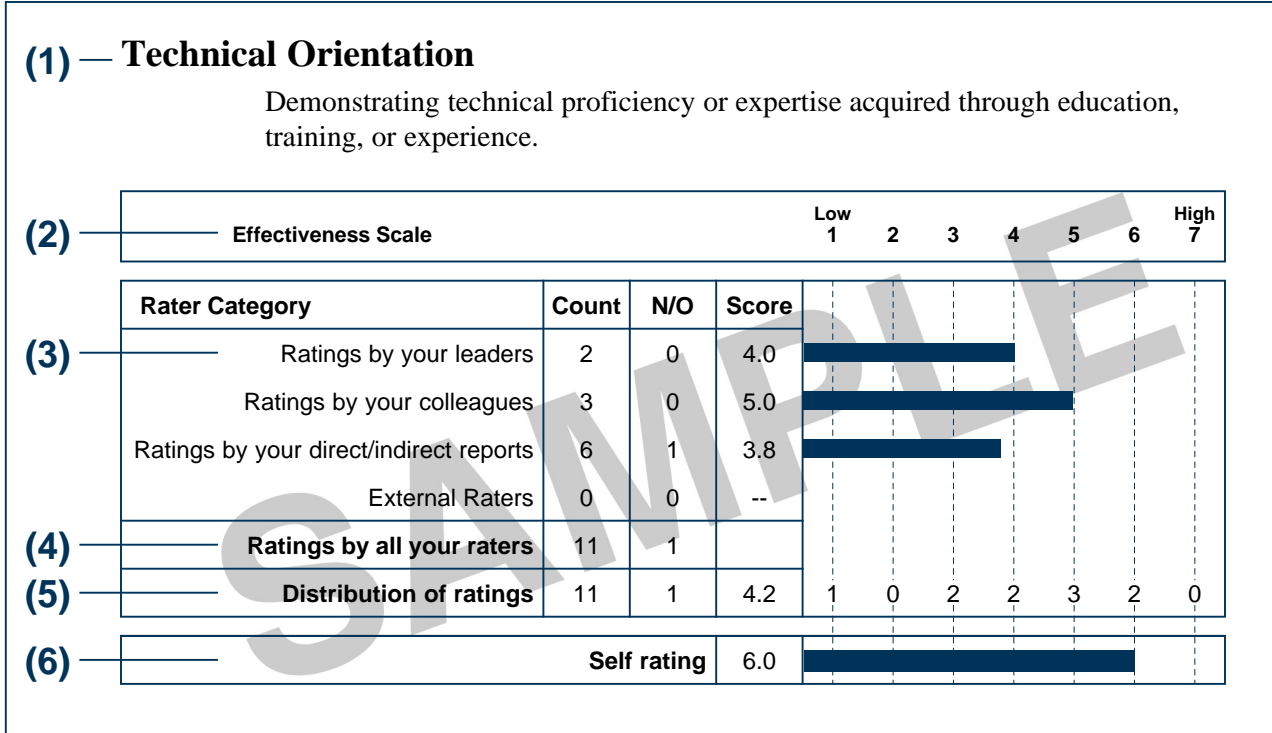 (1) Technical Orientation
Demonstrating technical proficiency or expertise acquired through education,
training, or experience.
Low High
(2) Effectiveness Scale 1 2 3 4 5 6 7
Rater Category Count N/O Score
(3) Ratings by your leaders 2 0 4.0
Ratings by your colleagues 3 0 5.0
Ratings by your direct/indirect reports 6 1 3.8
External Raters 0 0 --
(4) Ratings by all your raters 11 1
(5) Distribution of ratings 11 1 4.2 1 0 2 2 3 2 0
(6) Self rating 6.0
SAMPLE